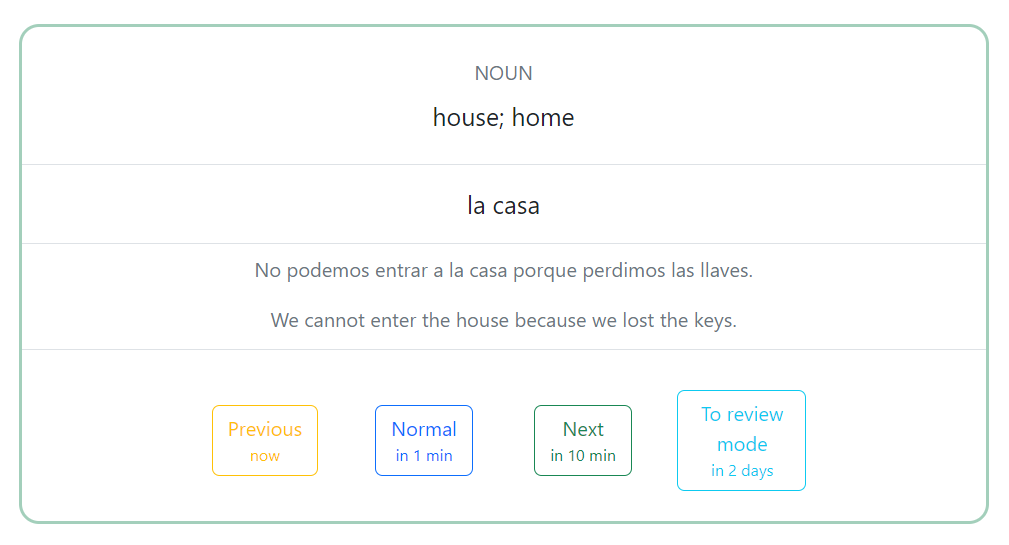 NOUN
house; home
la casa
No podemos entrar a la casa porque perdimos las llaves.
We cannot enter the house because we lost the keys.
Previous
now
Normal
in 1 min
Next
in 10 min
To review
mode
in 2 days